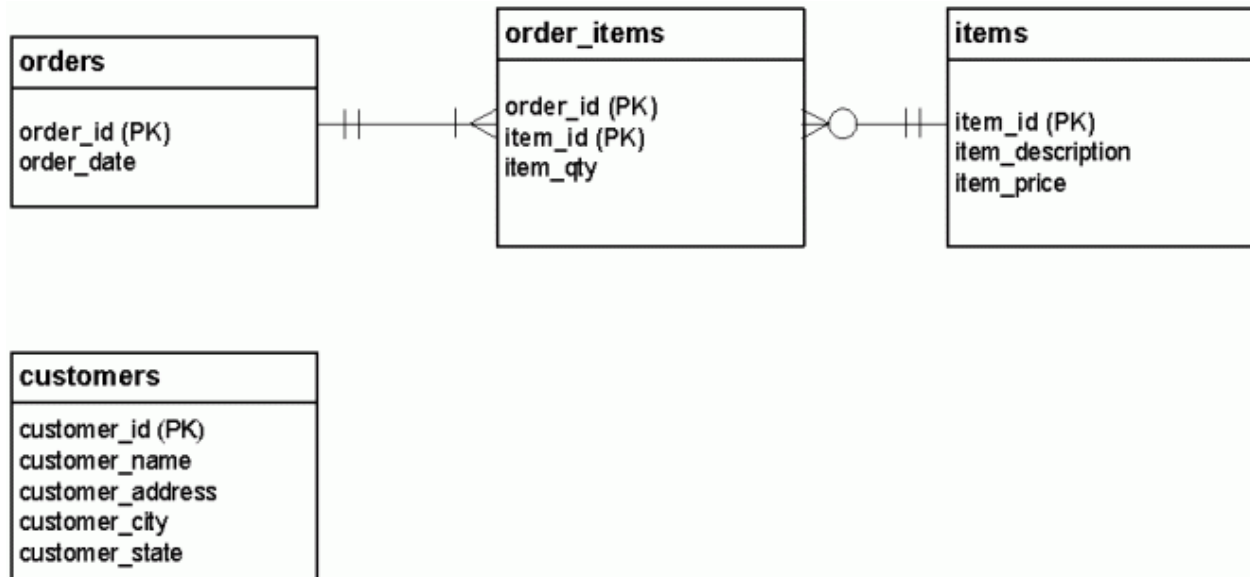 orders
order_id (PK)
order_date
order_items
order_id (PK)
item_id (PK)
item_qty
items
item_id (PK)
item_description
item_price
customers
customer_id (PK)
customer_name
customer_address
customer_city
customer_state